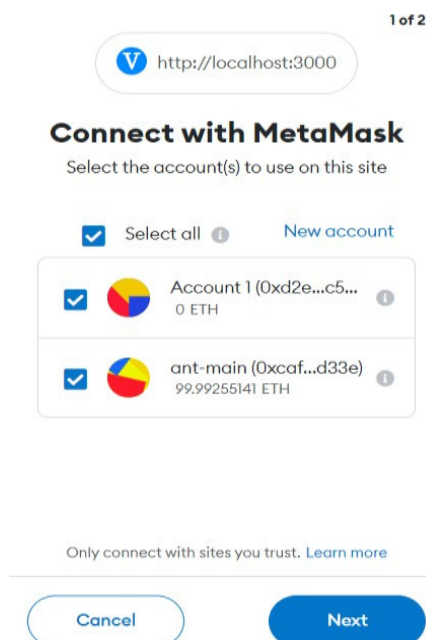 1 of 2
V http://localhost:3000
Connect with MetaMask
Select the account(s) to use on this site
Select all New account
Account 1 (0xd2e...c5...
0 ETH
ant-main (0xcaf...d33e)
99.99255141 ETH
Only connect with sites you trust. Learn more
Cancel Next